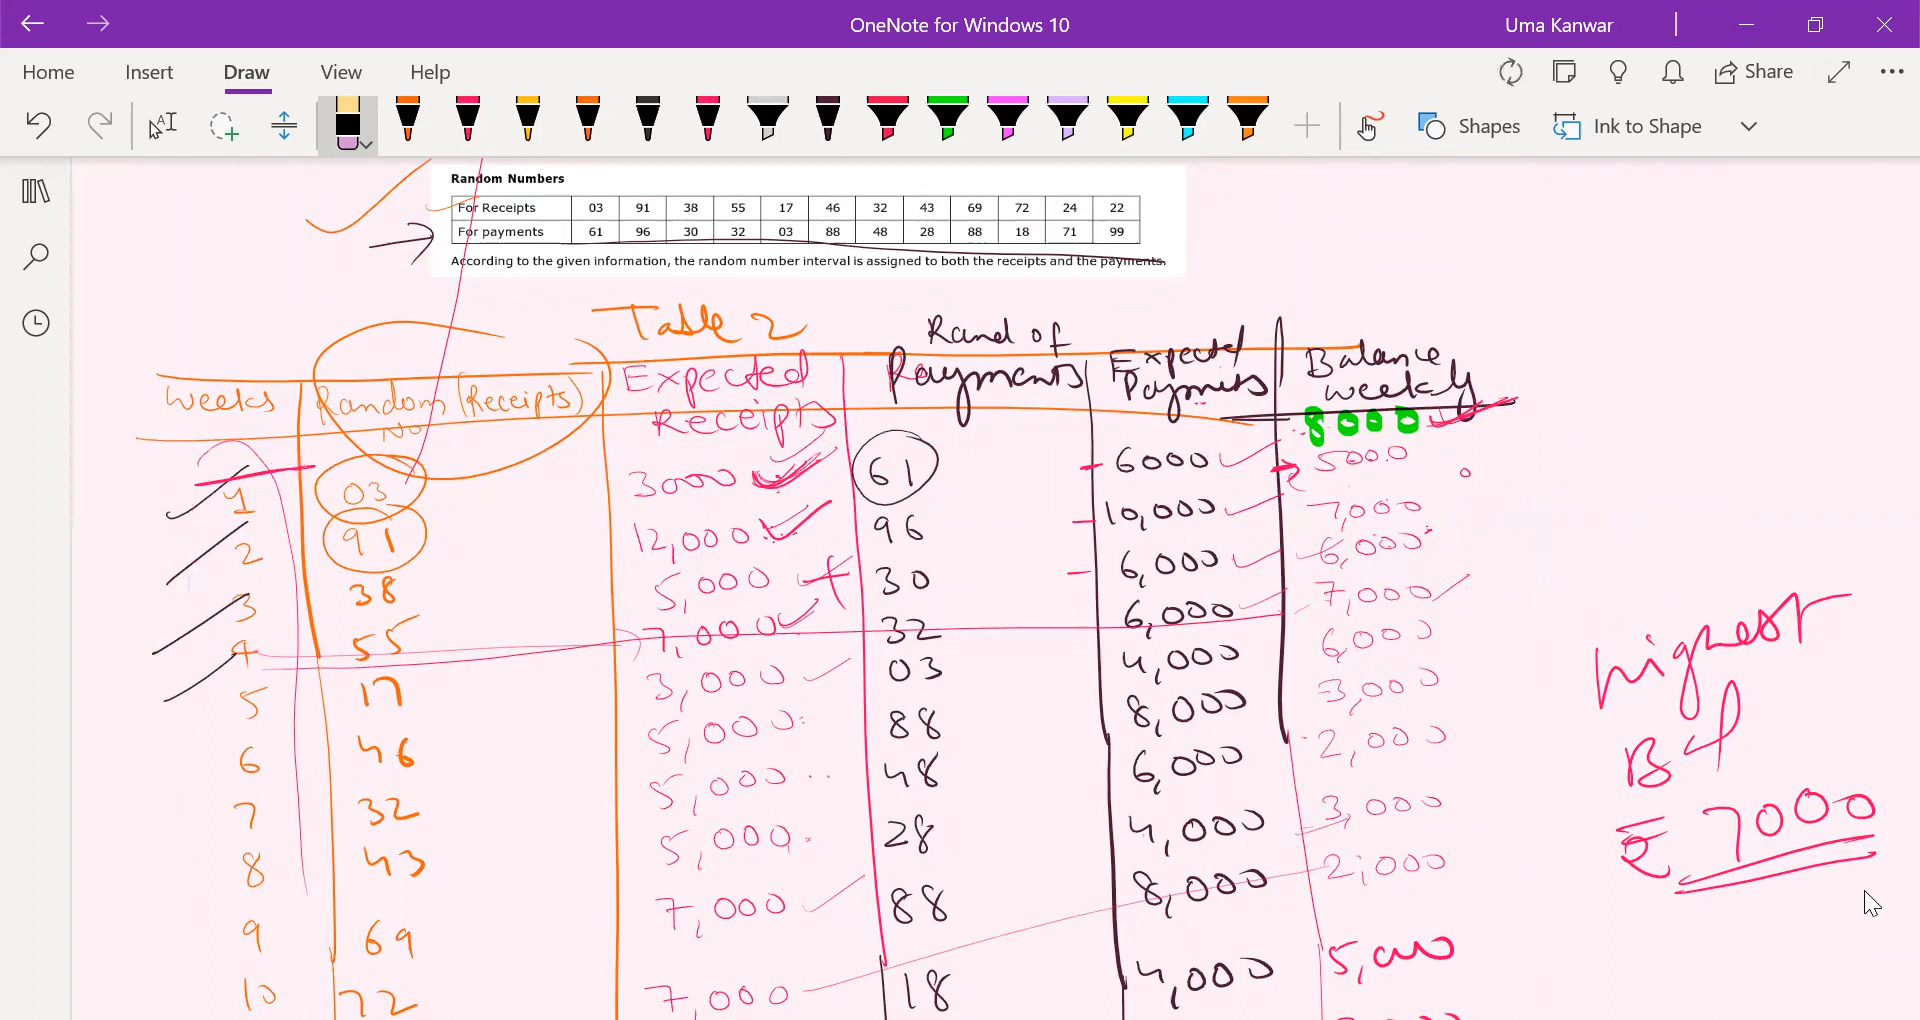 OneNote for Windows 10
Uma Kanwar
Home Insert Draw View Help
Share
Shapes
Ink to Shape
Random Numbers
For Receipts 03 91 38 55 17 46 32 43 69 72 24 22
For payments 61 96 30 32 03 88 48 28 88 18 71 99
According to the given information, the random number interval is assigned to both the receipts and the payments.
Table 2
Weeks Random No (Receipts) Expected Receipts Rand of Payments Expected Payments Balance weekly
8000
1 03 3000 61 6000 5000
2 91 12,000 96 10,000 7,000
3 38 5,000 30 6,000 6,000
4 55 7,000 32 6,000 7,000
5 17 3,000 03 4,000 6,000
6 46 5,000 88 8,000 3,000
7 32 5,000 48 6,000 2,000
8 43 5,000 28 4,000 3,000
9 69 7,000 88 8,000 2,000
10 72 7,000 18 4,000 5,000
highest
₹ 7000